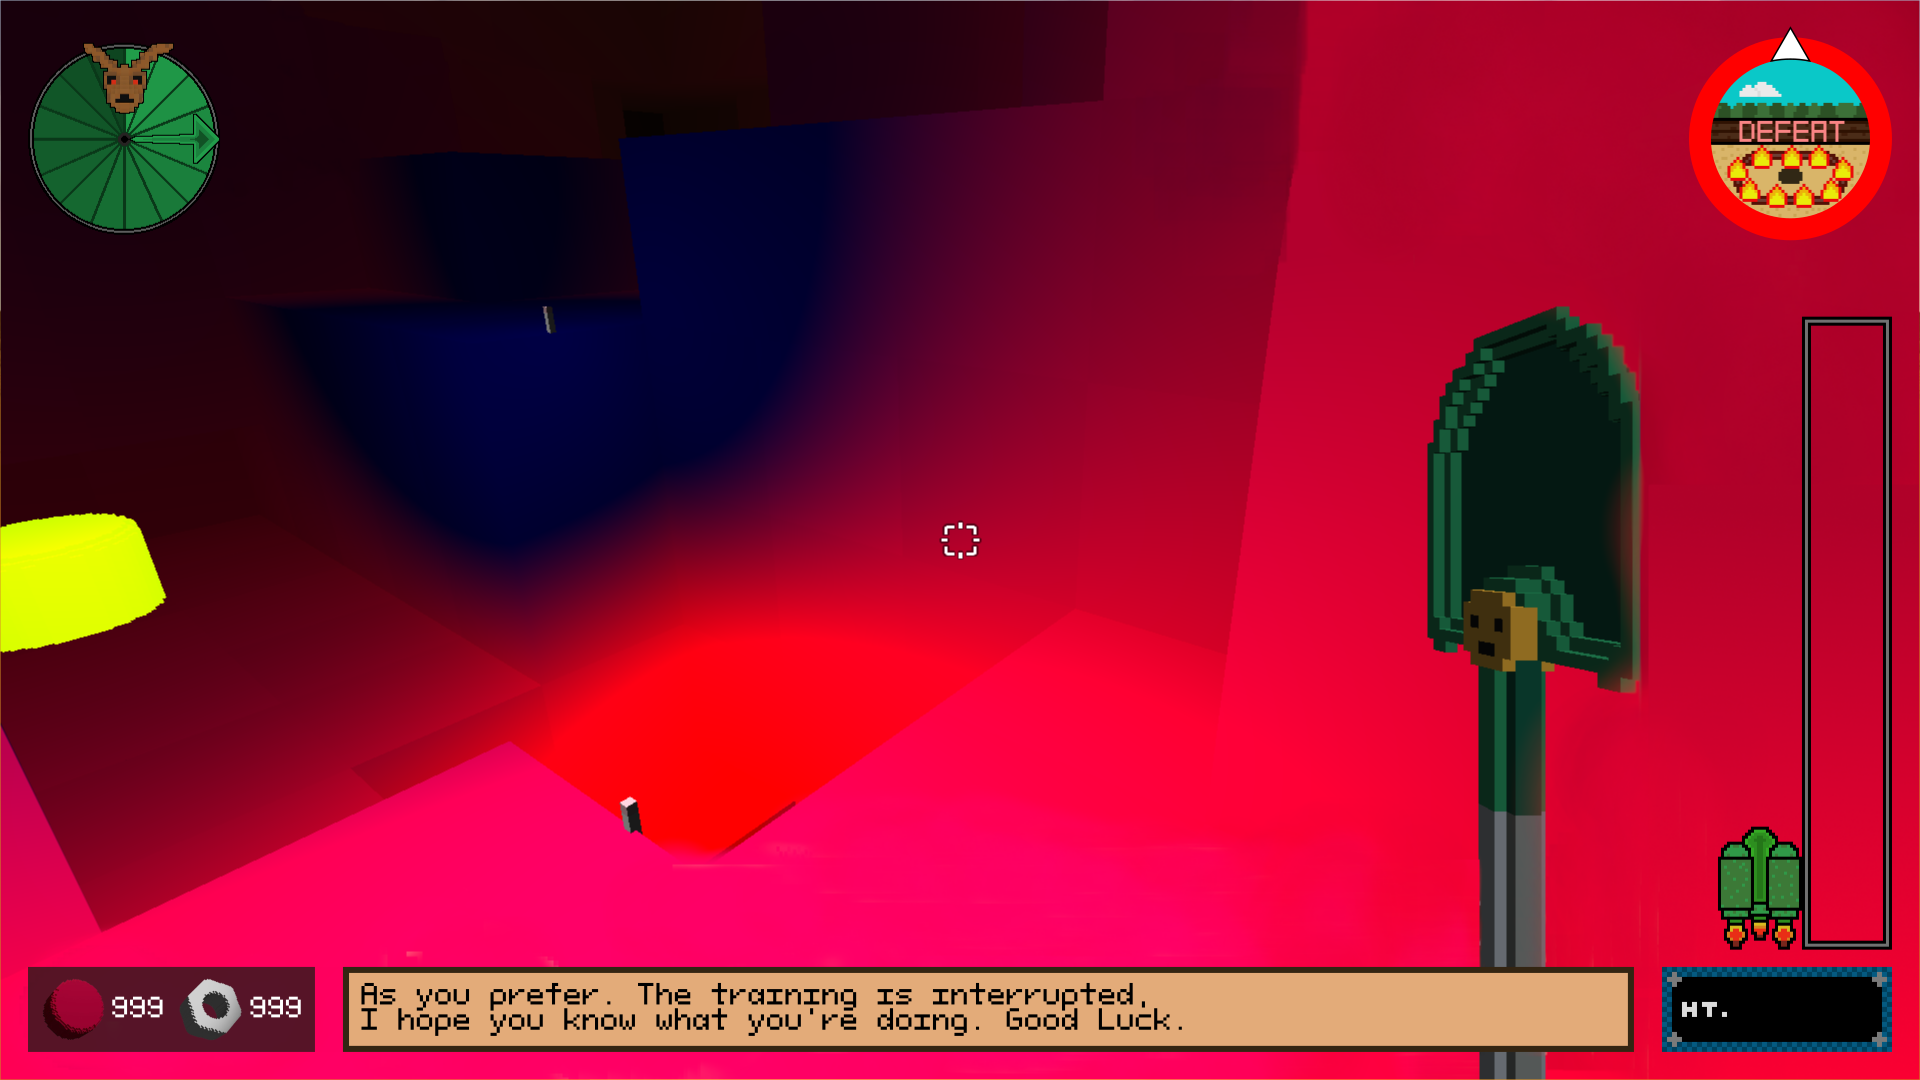 DEFEAT
999 999
As you prefer. The training is interrupted.
I hope you know what you're doing. Good Luck.
HT.